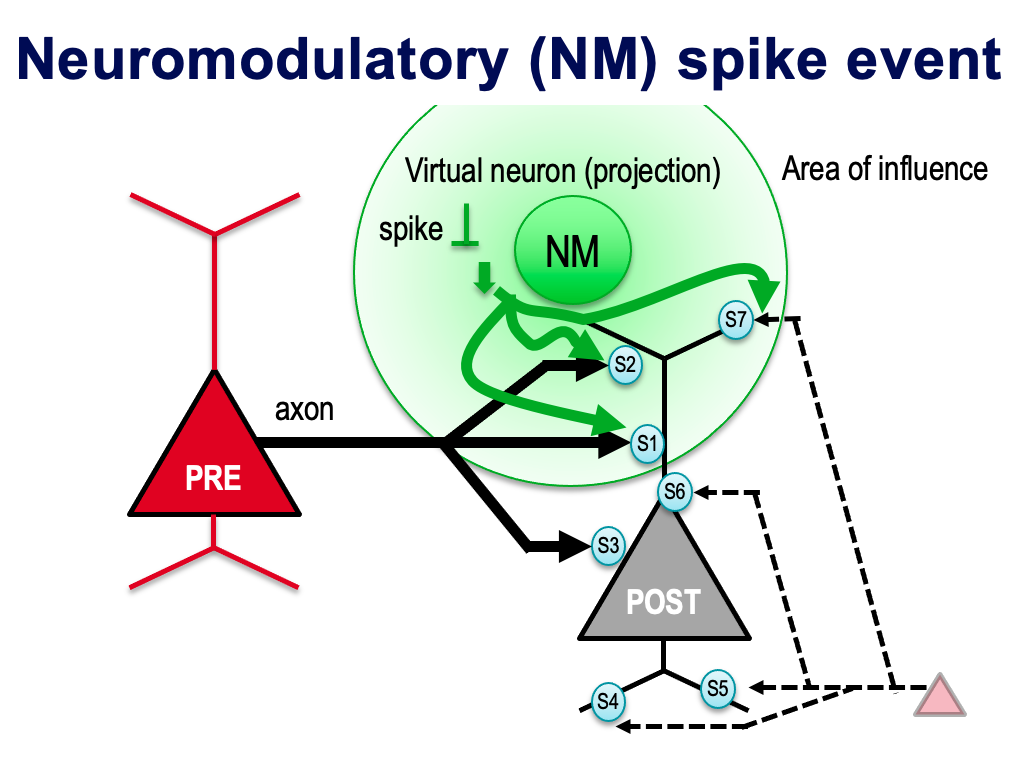 Neuromodulatory (NM) spike event
Virtual neuron (projection)
Area of influence
spike
NM
S7
S2
axon
S1
PRE
S6
S3
POST
S5
S4